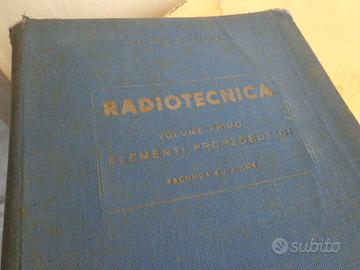 RADIOTECNICA
VOLUME PRIMO
ELEMENTI PROPEDEUTICI
SECONDA EDIZIONE
subito